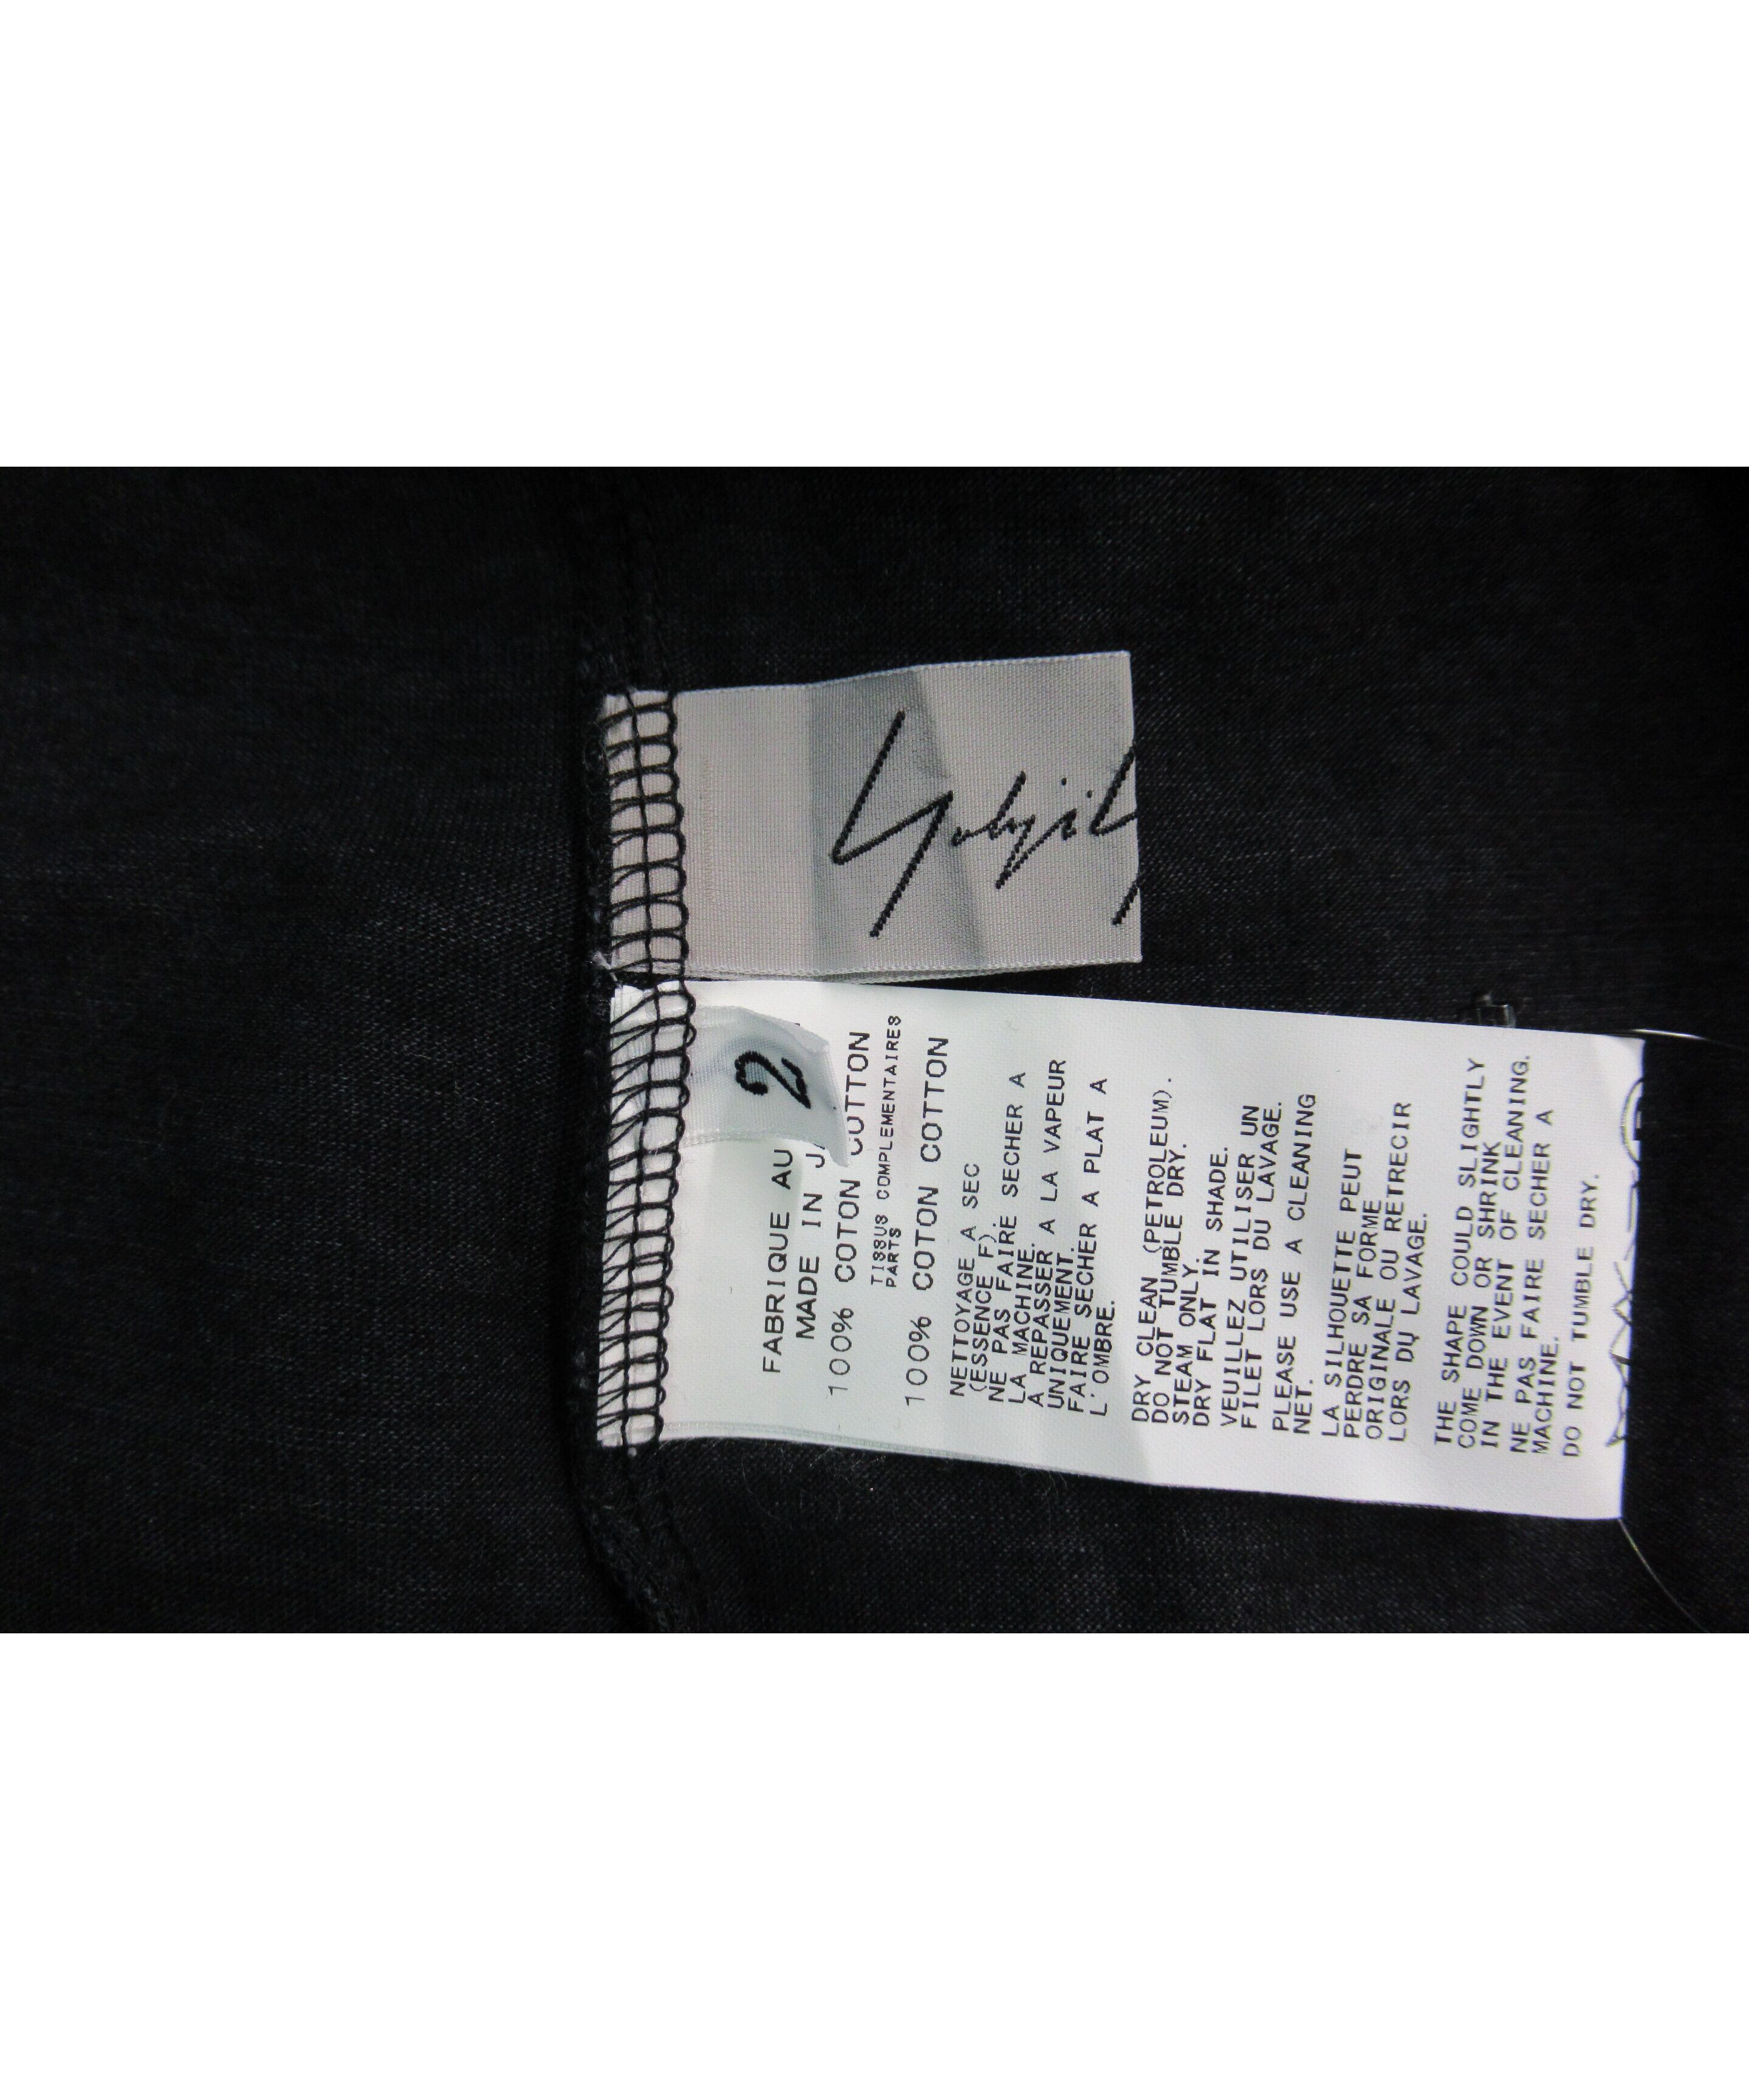 Yohji Y
2
FABRIQUE AU
MADE IN JA
100% COTON COTTON
TISSUS COMPLEMENTAIRES
PARTS
100% COTON COTTON
NETTOYAGE A SEC
(ESSENCE F).
NE PAS FAIRE SECHER A
LA MACHINE.
A REPASSER A LA VAPEUR
UNIQUEMENT.
FAIRE SECHER A PLAT A
L'OMBRE.
DRY CLEAN (PETROLEUM).
DO NOT TUMBLE DRY.
STEAM ONLY.
DRY FLAT IN SHADE.
VEUILLEZ UTILISER UN
FILET LORS DU LAVAGE.
PLEASE USE A CLEANING
NET.
LA SILHOUETTE PEUT
PERDRE SA FORME
ORIGINALE OU RETRECIR
LORS DU LAVAGE.
THE SHAPE COULD SLIGHTLY
COME DOWN OR SHRINK
IN THE EVENT OF CLEANING.
NE PAS FAIRE SECHER A
MACHINE.
DO NOT TUMBLE DRY.